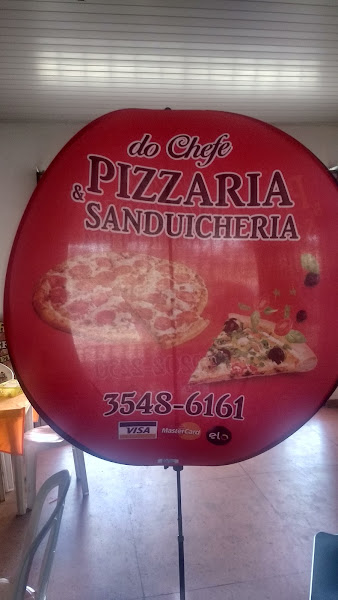 do Chefe
PIZZARIA
& SANDUICHERIA
3548-6161
VISA MasterCard elo